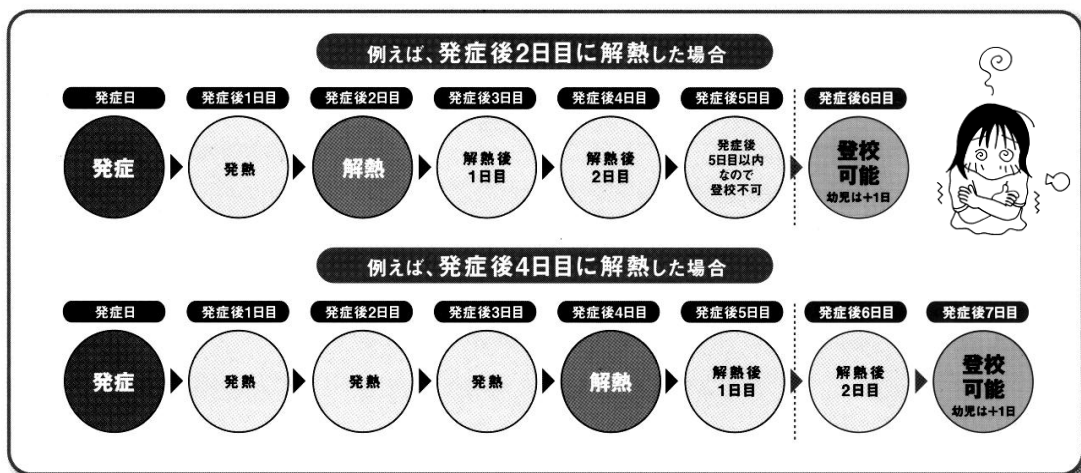 例えば、発症後2日目に解熱した場合
発症日 発症後1日目 発症後2日目 発症後3日目 発症後4日目 発症後5日目 発症後6日目
発症
発熱
解熱
解熱後
1日目
解熱後
2日目
発症後
5日目以内
なので
登校不可
登校
可能
幼児は+1日
例えば、発症後4日目に解熱した場合
発症日 発症後1日目 発症後2日目 発症後3日目 発症後4日目 発症後5日目 発症後6日目 発症後7日目
発症
発熱
発熱
発熱
解熱
解熱後
1日目
解熱後
2日目
登校
可能
幼児は+1日